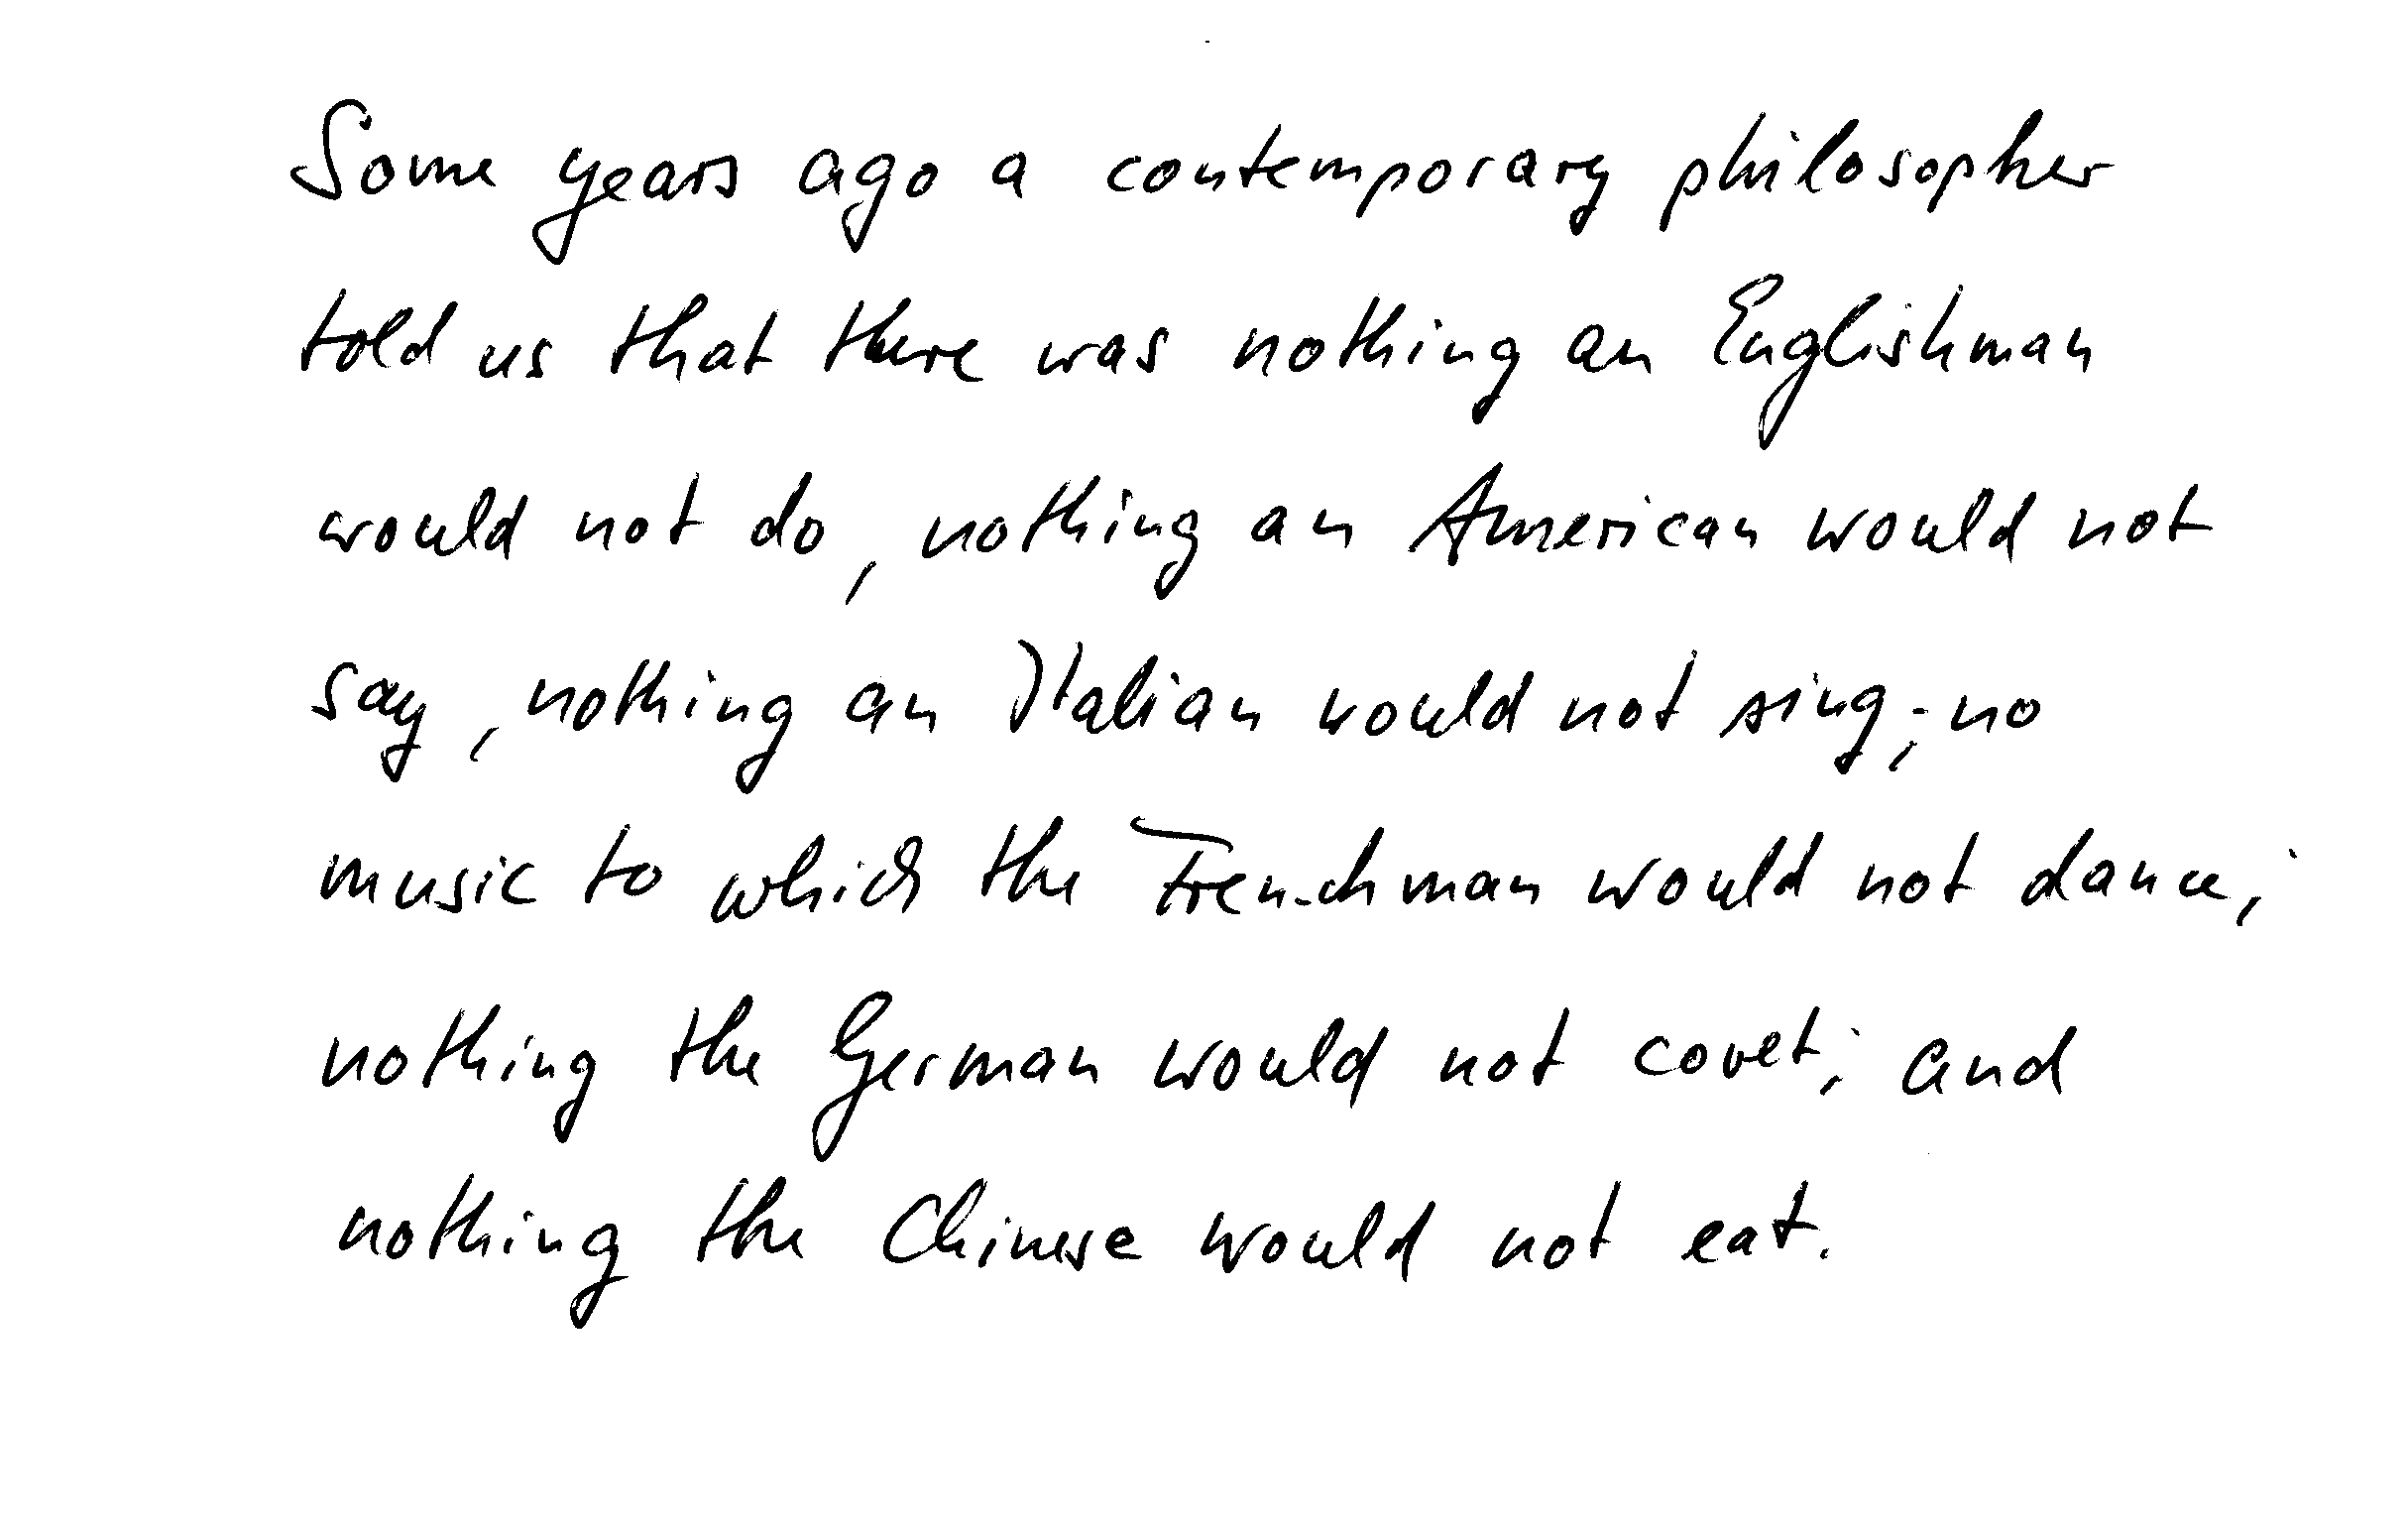 Some years ago a contemporary philosopher
told us that there was nothing an Englishman
would not do, nothing an American would not
say, nothing an Italian would not sing; no
music to which the Frenchman would not dance;
nothing the German would not covet; and
nothing the Chinese would not eat.